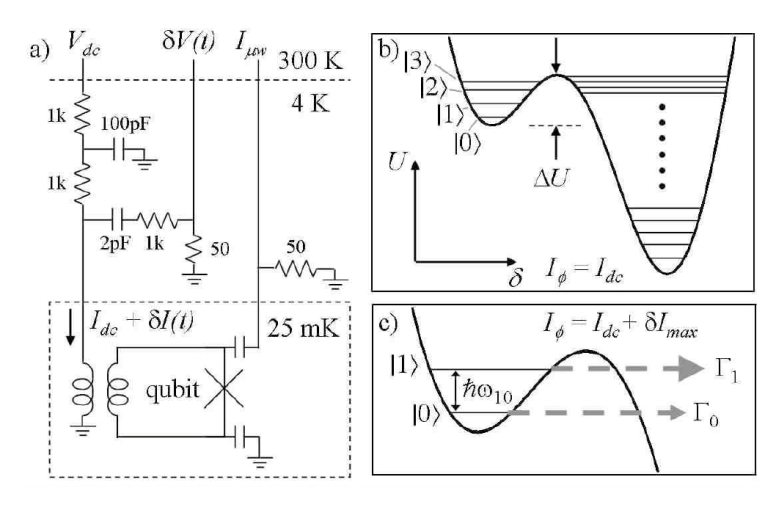 a) V_dc δV(t) I_μw
300 K
4 K
1k
100pF
1k
2pF 1k 50 50
I_dc + δI(t) 25 mK
qubit
b)
|3⟩
|2⟩
|1⟩
|0⟩
ΔU
U
δ I_ϕ = I_dc
c) I_ϕ = I_dc + δI_max
|1⟩ Γ_1
ℏω_10
|0⟩ Γ_0